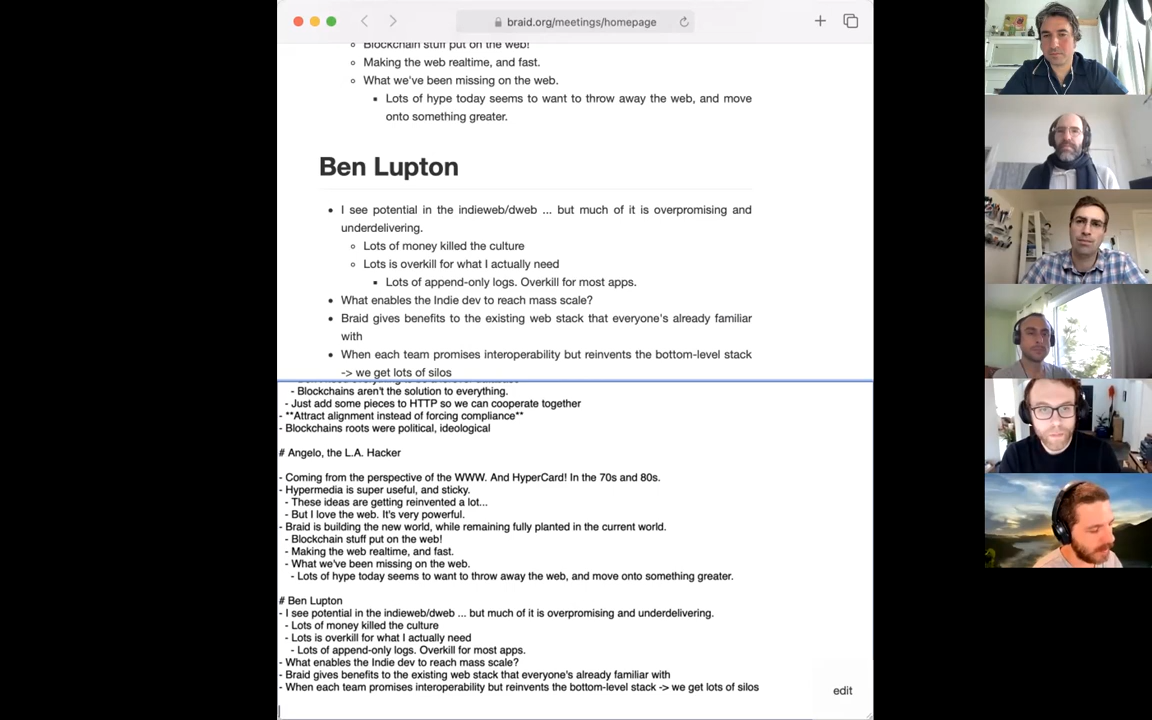 braid.org/meetings/homepage
Blockchain stuff put on the web!
Making the web realtime, and fast.
What we've been missing on the web.
Lots of hype today seems to want to throw away the web, and move
onto something greater.
Ben Lupton
I see potential in the indieweb/dweb ... but much of it is overpromising and
underdelivering.
Lots of money killed the culture
Lots is overkill for what I actually need
Lots of append-only logs. Overkill for most apps.
What enables the Indie dev to reach mass scale?
Braid gives benefits to the existing web stack that everyone's already familiar
with
When each team promises interoperability but reinvents the bottom-level stack
-> we get lots of silos
- Blockchains aren't the solution to everything.
- Just add some pieces to HTTP so we can cooperate together
- **Attract alignment instead of forcing compliance**
- Blockchains roots were political, ideological
# Angelo, the L.A. Hacker
- Coming from the perspective of the WWW. And HyperCard! In the 70s and 80s.
- Hypermedia is super useful, and sticky.
- These ideas are getting reinvented a lot...
- But I love the web. It's very powerful.
- Braid is building the new world, while remaining fully planted in the current world.
- Blockchain stuff put on the web!
- Making the web realtime, and fast.
- What we've been missing on the web.
- Lots of hype today seems to want to throw away the web, and move onto something greater.
# Ben Lupton
- I see potential in the indieweb/dweb ... but much of it is overpromising and underdelivering.
- Lots of money killed the culture
- Lots is overkill for what I actually need
- Lots of append-only logs. Overkill for most apps.
- What enables the Indie dev to reach mass scale?
- Braid gives benefits to the existing web stack that everyone's already familiar with
- When each team promises interoperability but reinvents the bottom-level stack -> we get lots of silos
edit